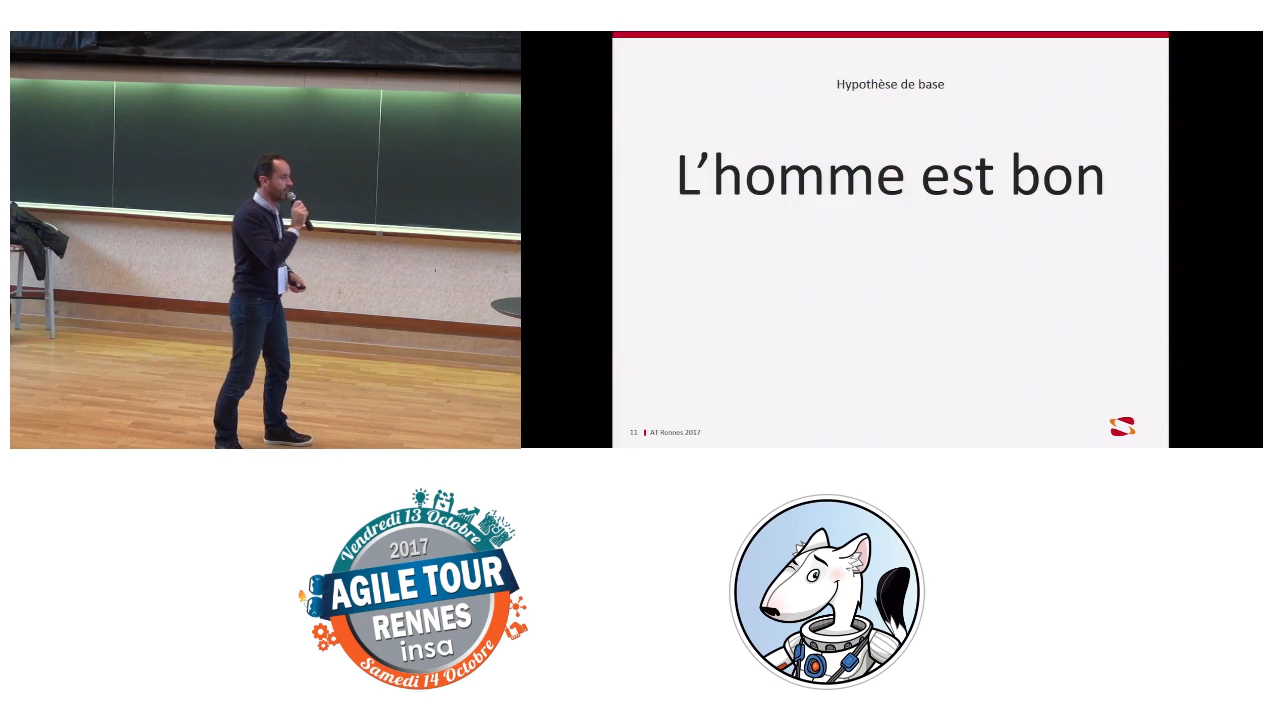 Hypothèse de base
L'homme est bon
11 AT Rennes 2017
Vendredi 13 Octobre
2017
AGILE TOUR
RENNES
insa
Samedi 14 Octobre